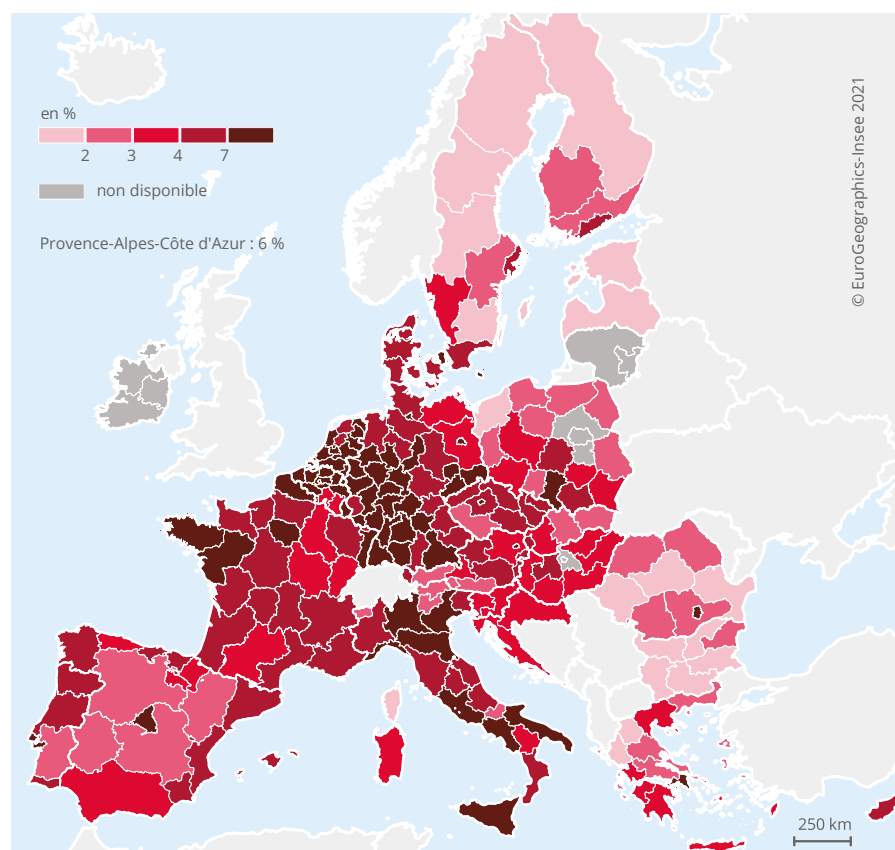 en %
2 3 4 7
non disponible
Provence-Alpes-Côte d'Azur : 6 %
© EuroGeographics-Insee 2021
250 km